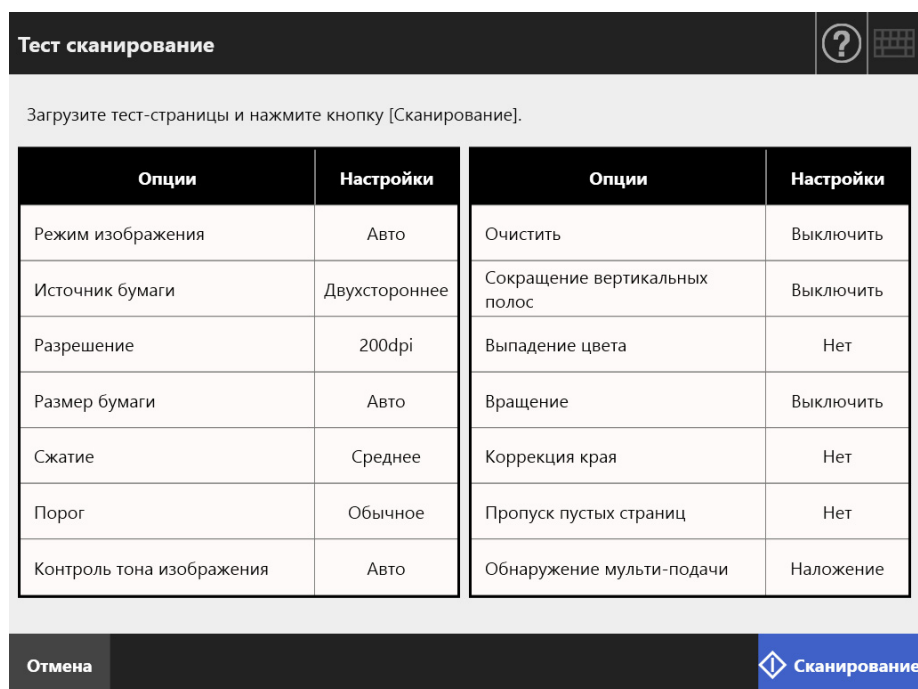 Тест сканирование
Загрузите тест-страницы и нажмите кнопку [Сканирование].
Опции Настройки
Режим изображения Авто
Источник бумаги Двухстороннее
Разрешение 200dpi
Размер бумаги Авто
Сжатие Среднее
Порог Обычное
Контроль тона изображения Авто
Опции Настройки
Очистить Выключить
Сокращение вертикальных
полос Выключить
Выпадение цвета Нет
Вращение Выключить
Коррекция края Нет
Пропуск пустых страниц Нет
Обнаружение мульти-подачи Наложение
Отмена
Сканирование